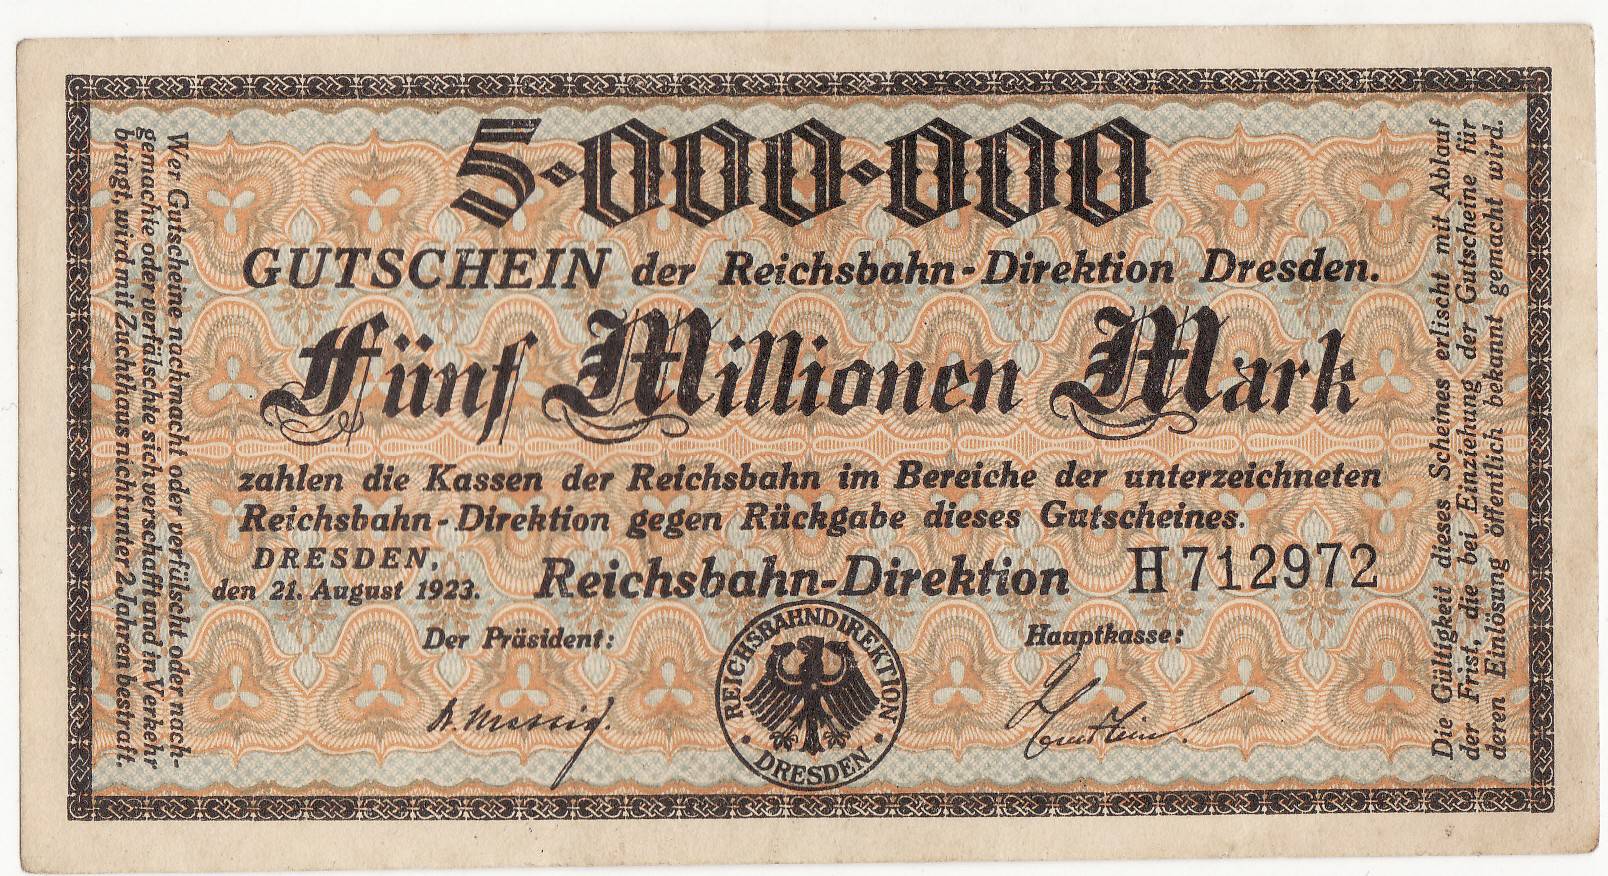 5·000·000
GUTSCHEIN der Reichsbahn-Direktion Dresden.
Fünf Millionen Mark
zahlen die Kassen der Reichsbahn im Bereiche der unterzeichneten
Reichsbahn-Direktion gegen Rückgabe dieses Gutscheines.
DRESDEN,
den 21. August 1923.
Reichsbahn-Direktion
H 712972
Der Präsident:
Hauptkasse:
REICHSBAHNDIREKTION
· DRESDEN ·
Wer Gutscheine nachmacht oder verfälscht oder nach-
gemachte oder verfälschte sich verschafft und in Verkehr
bringt, wird mit Zuchthaus nicht unter 2 Jahren bestraft.
Die Gültigkeit dieses Scheines erlischt mit Ablauf
der Frist, die bei Einziehung der Gutscheine für
deren Einlösung öffentlich bekannt gemacht wird.